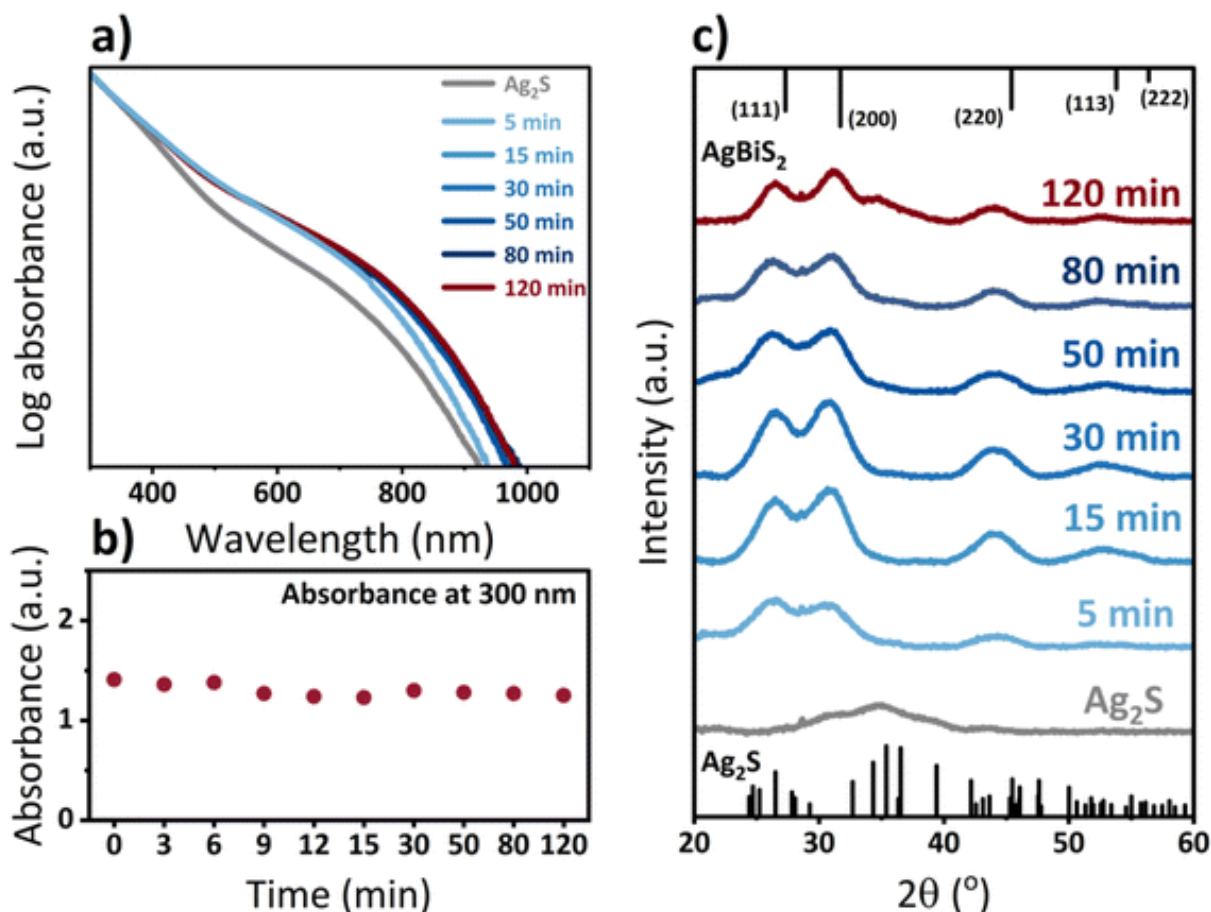 a)
Log absorbance (a.u.)
Ag2S
5 min
15 min
30 min
50 min
80 min
120 min
400 600 800 1000
Wavelength (nm)
b)
Absorbance (a.u.)
Absorbance at 300 nm
2
1
0
0 3 6 9 12 15 30 50 80 120
Time (min)
c)
Intensity (a.u.)
(111) (200) (220) (113) (222)
AgBiS2
120 min
80 min
50 min
30 min
15 min
5 min
Ag2S
Ag2S
20 30 40 50 60
2θ (°)